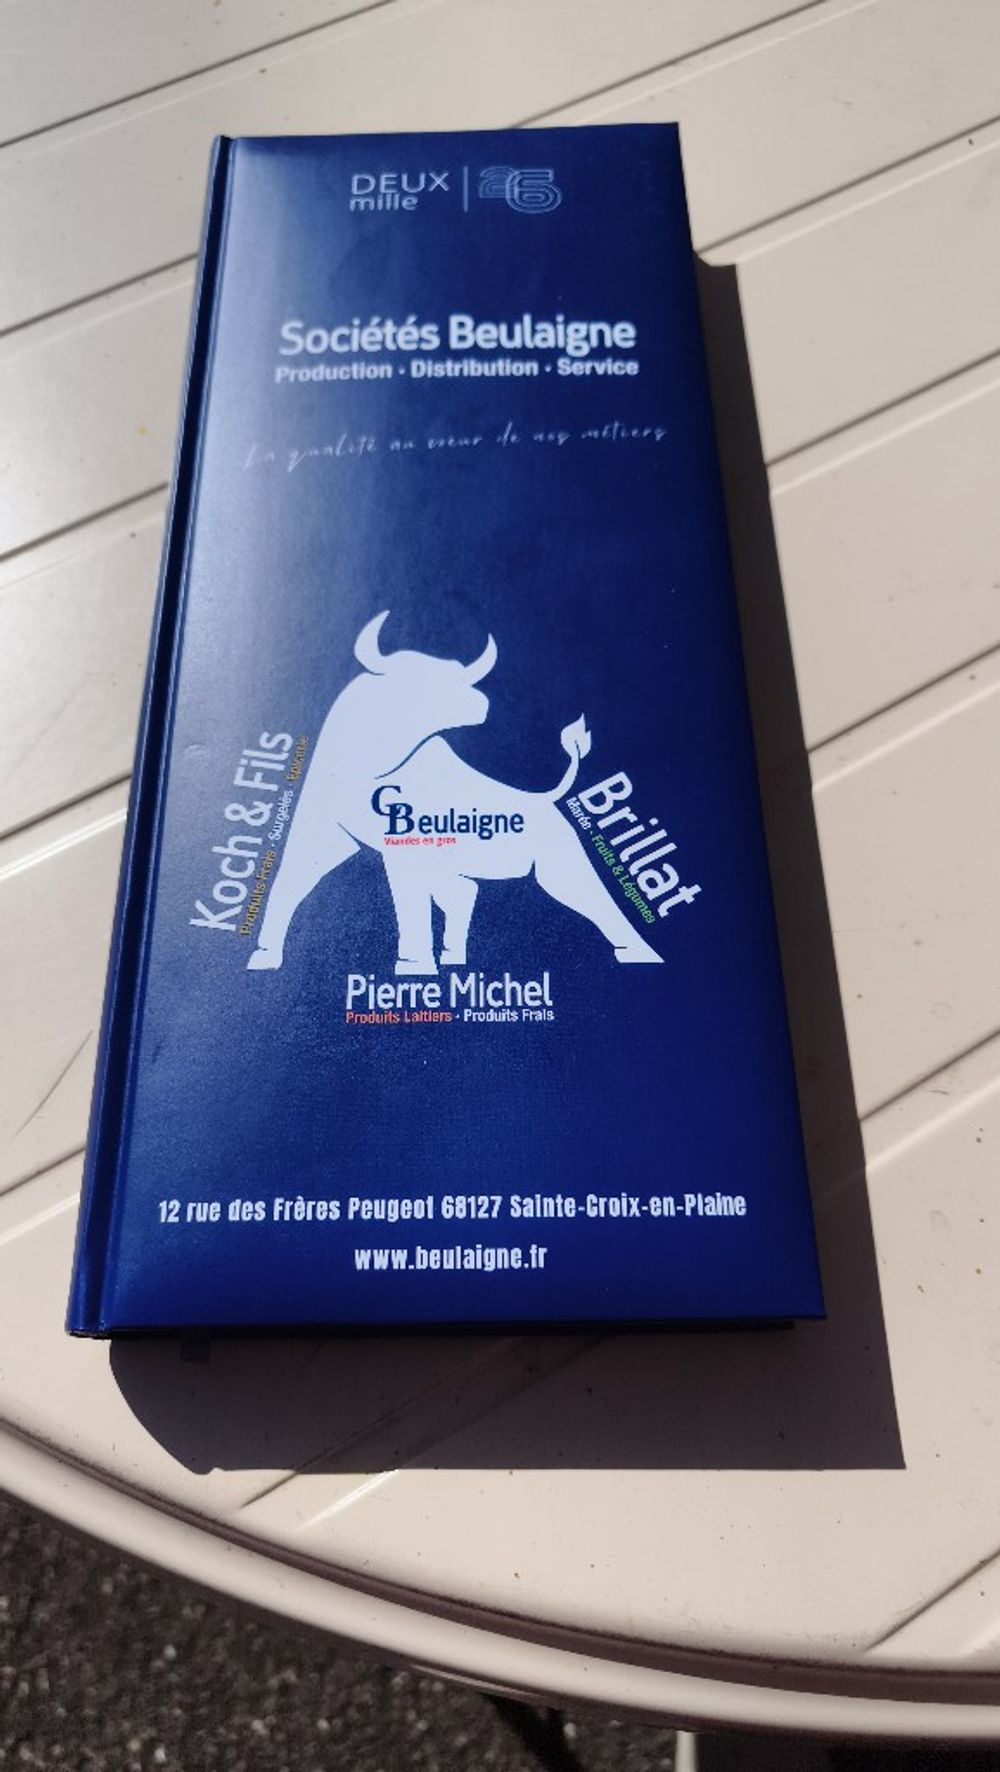 DEUX
mille
26
Sociétés Beulaigne
Production · Distribution · Service
La qualité au coeur de nos métiers
Koch & Fils
Produits Frais · Surgelés · Epicerie
GBeulaigne
Viandes en gros
Brillat
Marée · Fruits & Légumes
Pierre Michel
Produits Laitiers · Produits Frais
12 rue des Frères Peugeot 68127 Sainte-Croix-en-Plaine
www.beulaigne.fr